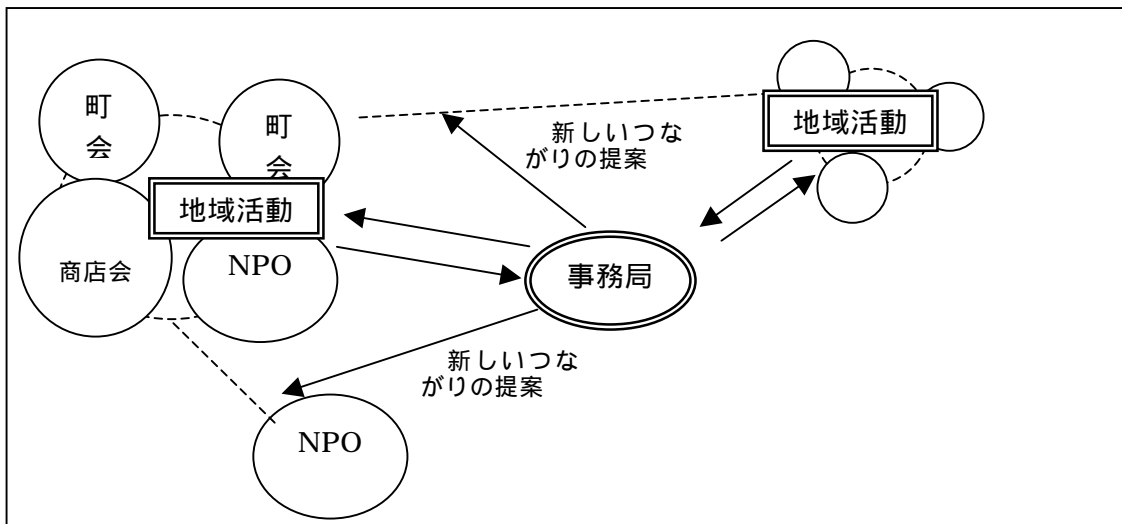 町
会
町
会
地域活動
商店会
NPO
新しいつな
がりの提案
地域活動
事務局
新しいつな
がりの提案
NPO